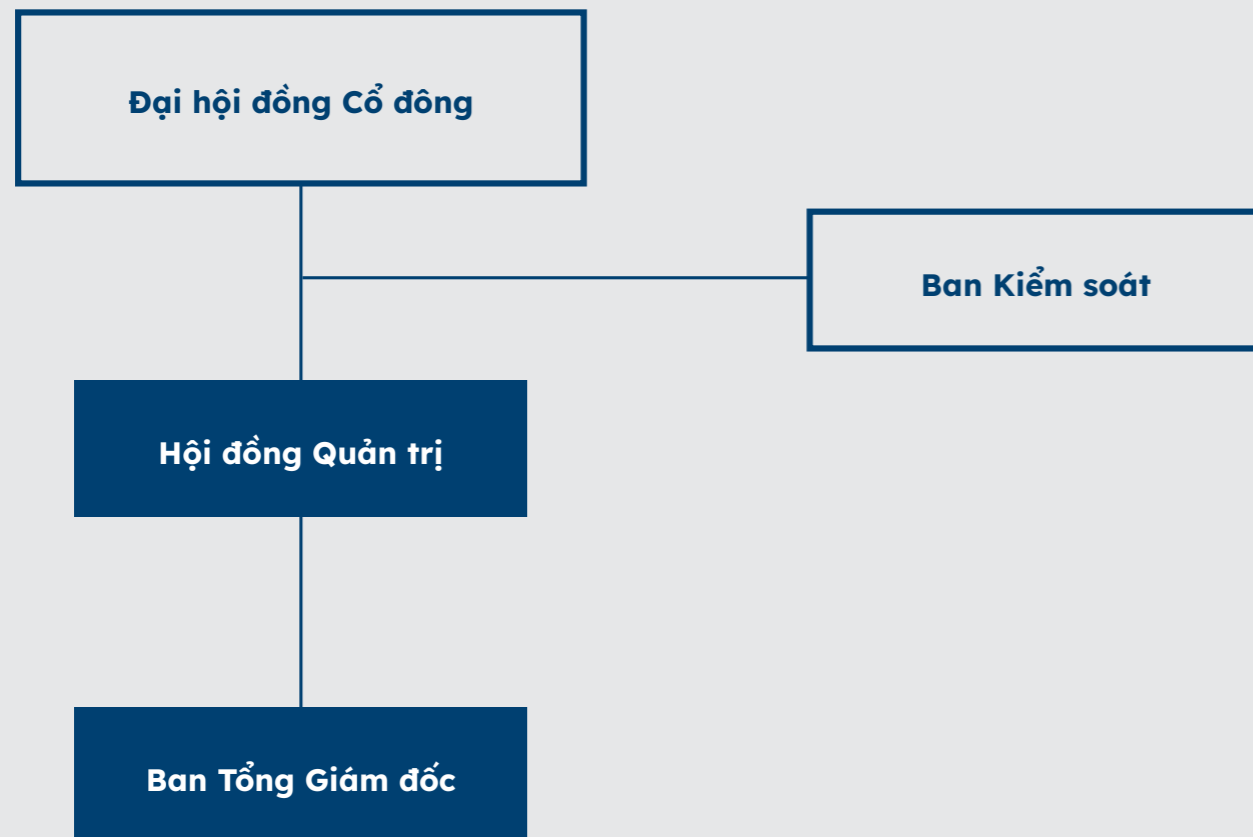 Đại hội đồng Cổ đông
Ban Kiểm soát
Hội đồng Quản trị
Ban Tổng Giám đốc